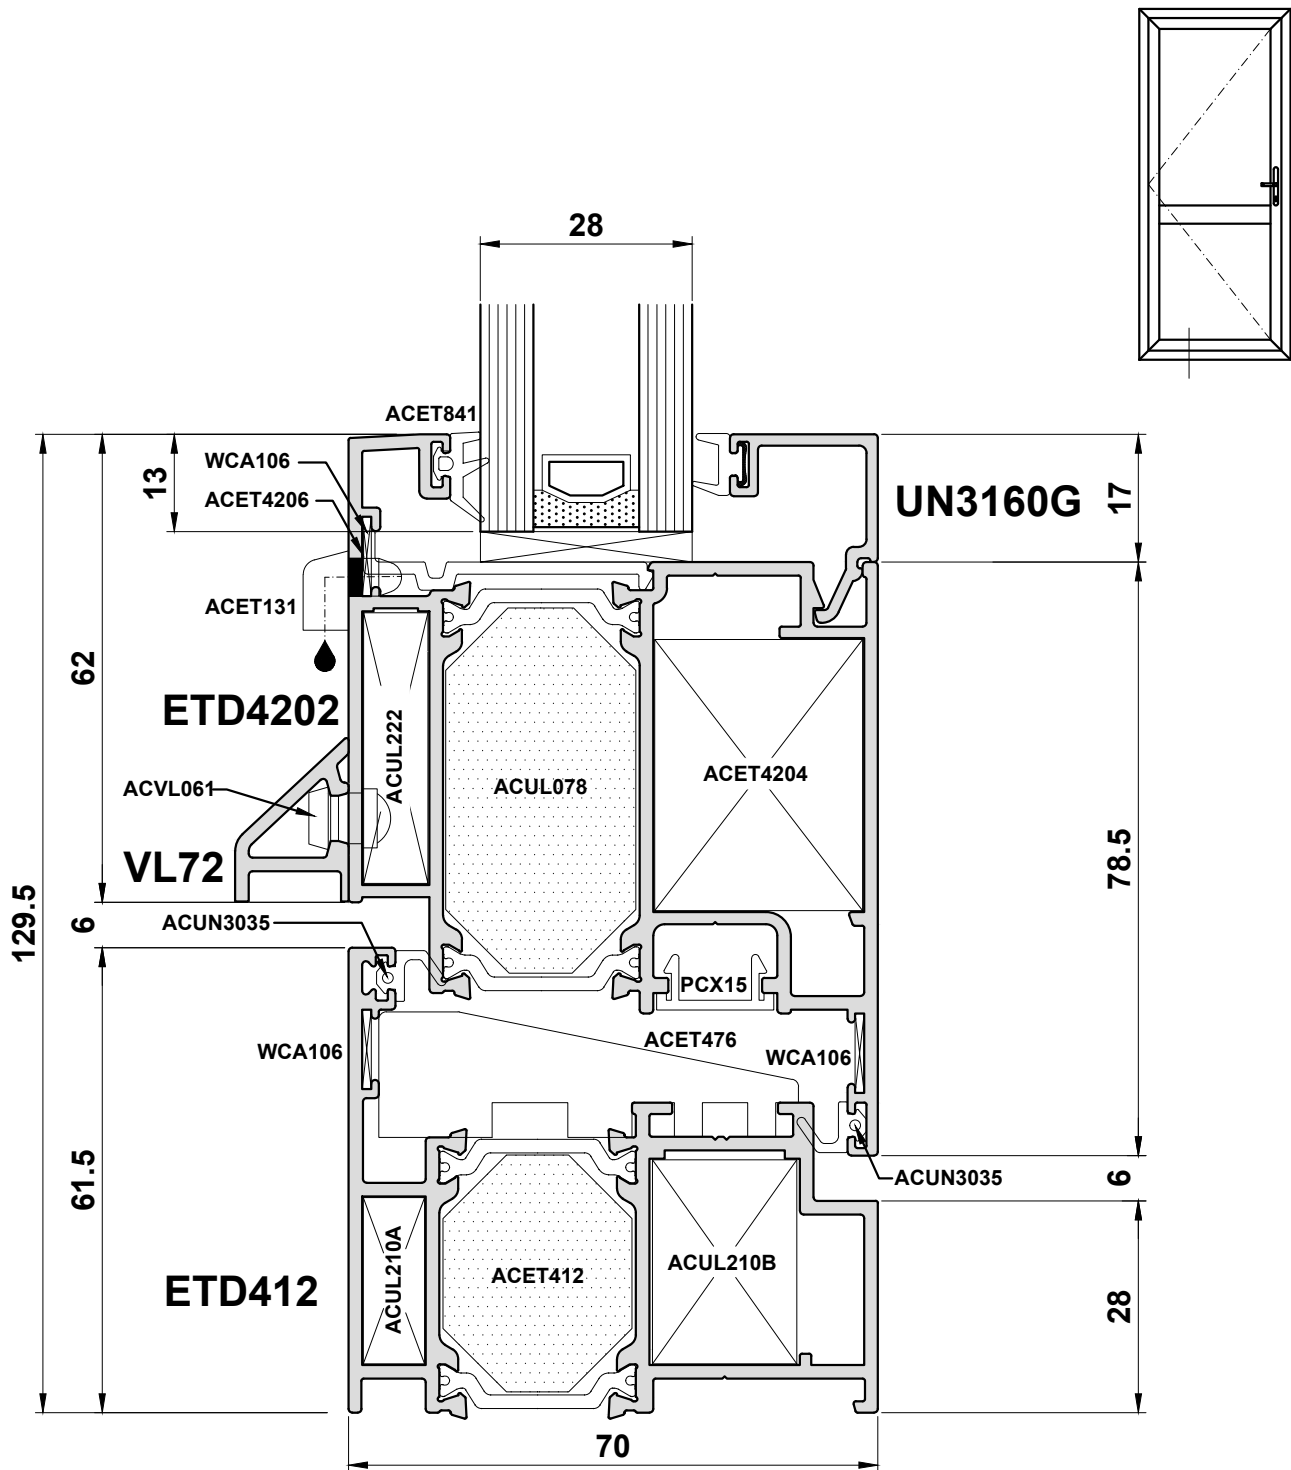 28
ACET841
WCA106
ACET4206
13
UN3160G
17
ACET131
62
ETD4202
ACUL222
ACUL078
ACET4204
ACVL061
VL72
78.5
129.5
6
ACUN3035
PCX15
ACET476
WCA106
WCA106
61.5
ACUN3035
6
ETD412
ACUL210A
ACET412
ACUL210B
28
70